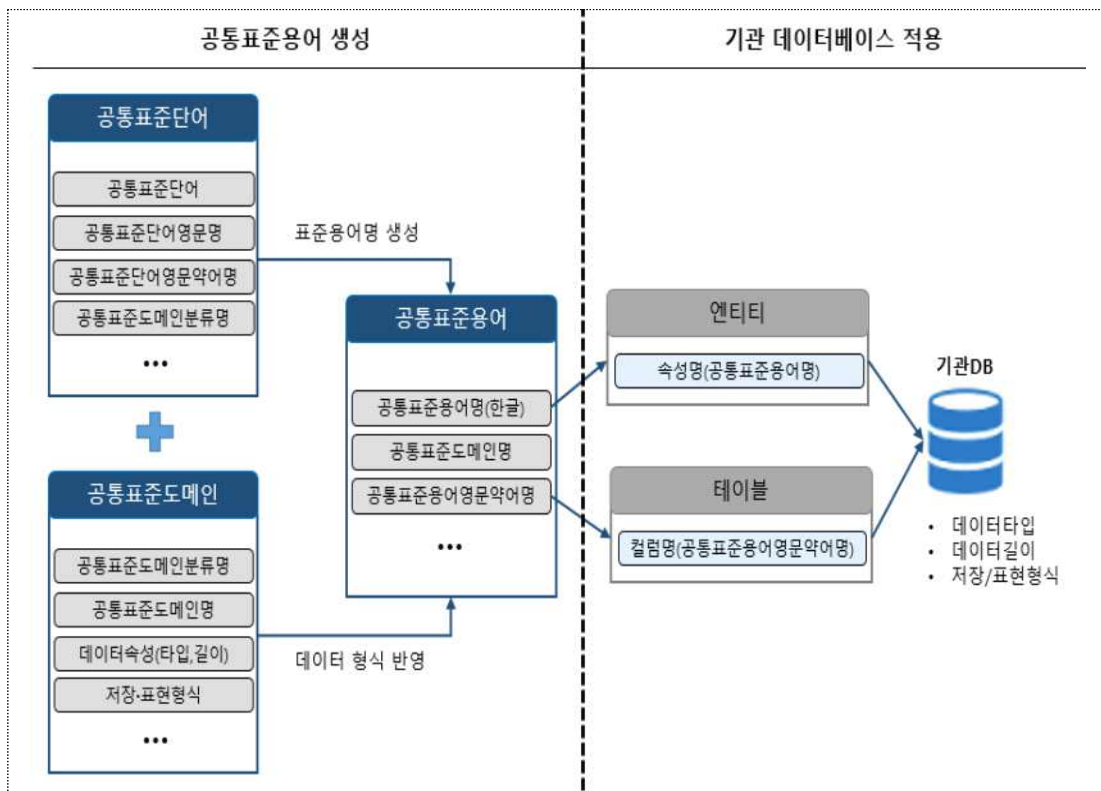 공통표준용어 생성
기관 데이터베이스 적용
공통표준단어
공통표준단어
공통표준단어영문명
공통표준단어영문약어명
공통표준도메인분류명
•••
표준용어명 생성
공통표준도메인
공통표준도메인분류명
공통표준도메인명
데이터속성(타입,길이)
저장·표현형식
•••
데이터 형식 반영
공통표준용어
공통표준용어명(한글)
공통표준도메인명
공통표준용어영문약어명
•••
엔티티
속성명(공통표준용어명)
테이블
컬럼명(공통표준용어영문약어명)
기관DB
• 데이터타입
• 데이터길이
• 저장/표현형식